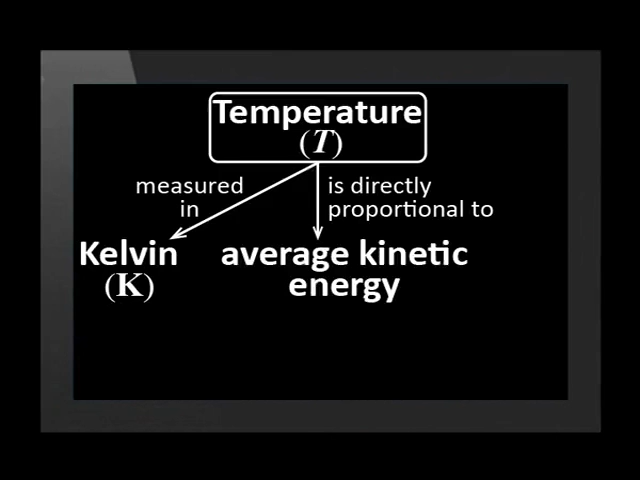 Temperature
(T)
measured
in
is directly
proportional to
Kelvin
(K)
average kinetic
energy